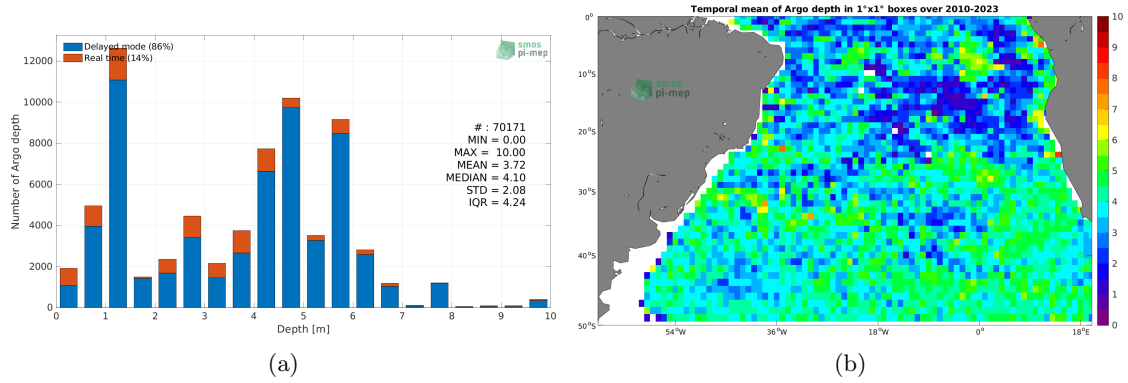 Delayed mode (86%)
Real time (14%)
smos
pi-mep
12000
10000
8000
6000
4000
2000
0
Number of Argo depth
# : 70171
MIN = 0.00
MAX = 10.00
MEAN = 3.72
MEDIAN = 4.10
STD = 2.08
IQR = 4.24
0 1 2 3 4 5 6 7 8 9 10
Depth [m]
(a)
Temporal mean of Argo depth in 1°x1° boxes over 2010-2023
0°
10°S
20°S
30°S
40°S
50°S
54°W 36°W 18°W 0° 18°E
smos
pi-mep
10
9
8
7
6
5
4
3
2
1
0
(b)